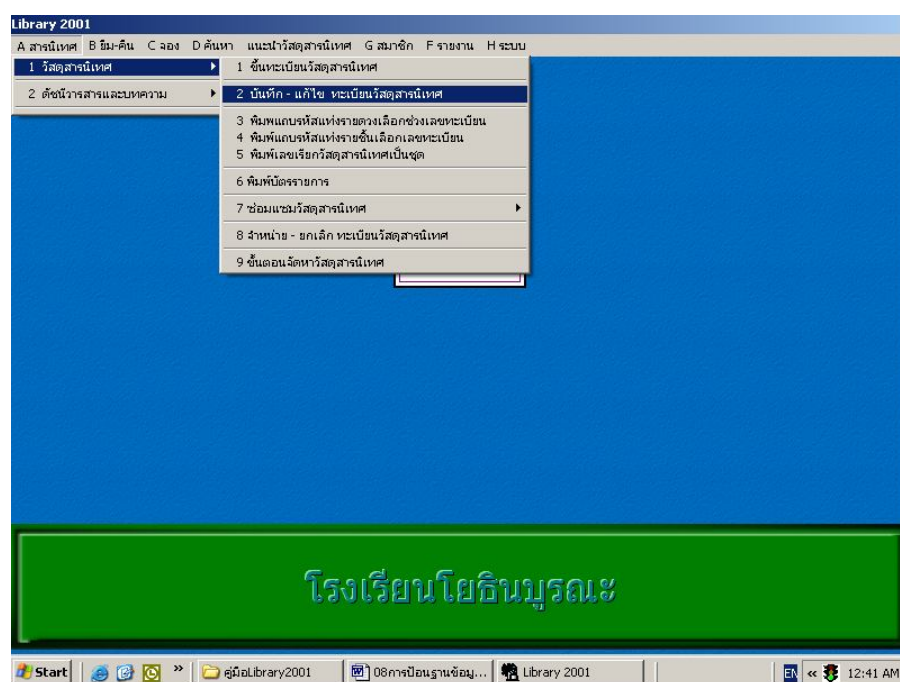 Library 2001
A สารนิเทศ B ยืม-คืน C จอง D ค้นหา แนะนำวัสดุสารนิเทศ G สมาชิก F รายงาน H ระบบ
1 วัสดุสารนิเทศ
2 ดัชนีวารสารและบทความ
1 ขึ้นทะเบียนวัสดุสารนิเทศ
2 บันทึก - แก้ไข ทะเบียนวัสดุสารนิเทศ
3 พิมพแถบรหัสแท่งรายดวงเลือกช่วงเลขทะเบียน
4 พิมพ์แถบรหัสแท่งรายชิ้นเลือกเลขทะเบียน
5 พิมพ์เลขเรียกวัสดุสารนิเทศเป็นชุด
6 พิมพ์บัตรรายการ
7 ซ่อมแซมวัสดุสารนิเทศ
8 จำหน่าย - ยกเลิก ทะเบียนวัสดุสารนิเทศ
9 ขั้นตอนจัดหาวัสดุสารนิเทศ
โรงเรียนโยธินบูรณะ
Start » คู่มือLibrary2001 08การป้อนฐานข้อมู... Library 2001 EN « 12:41 AM